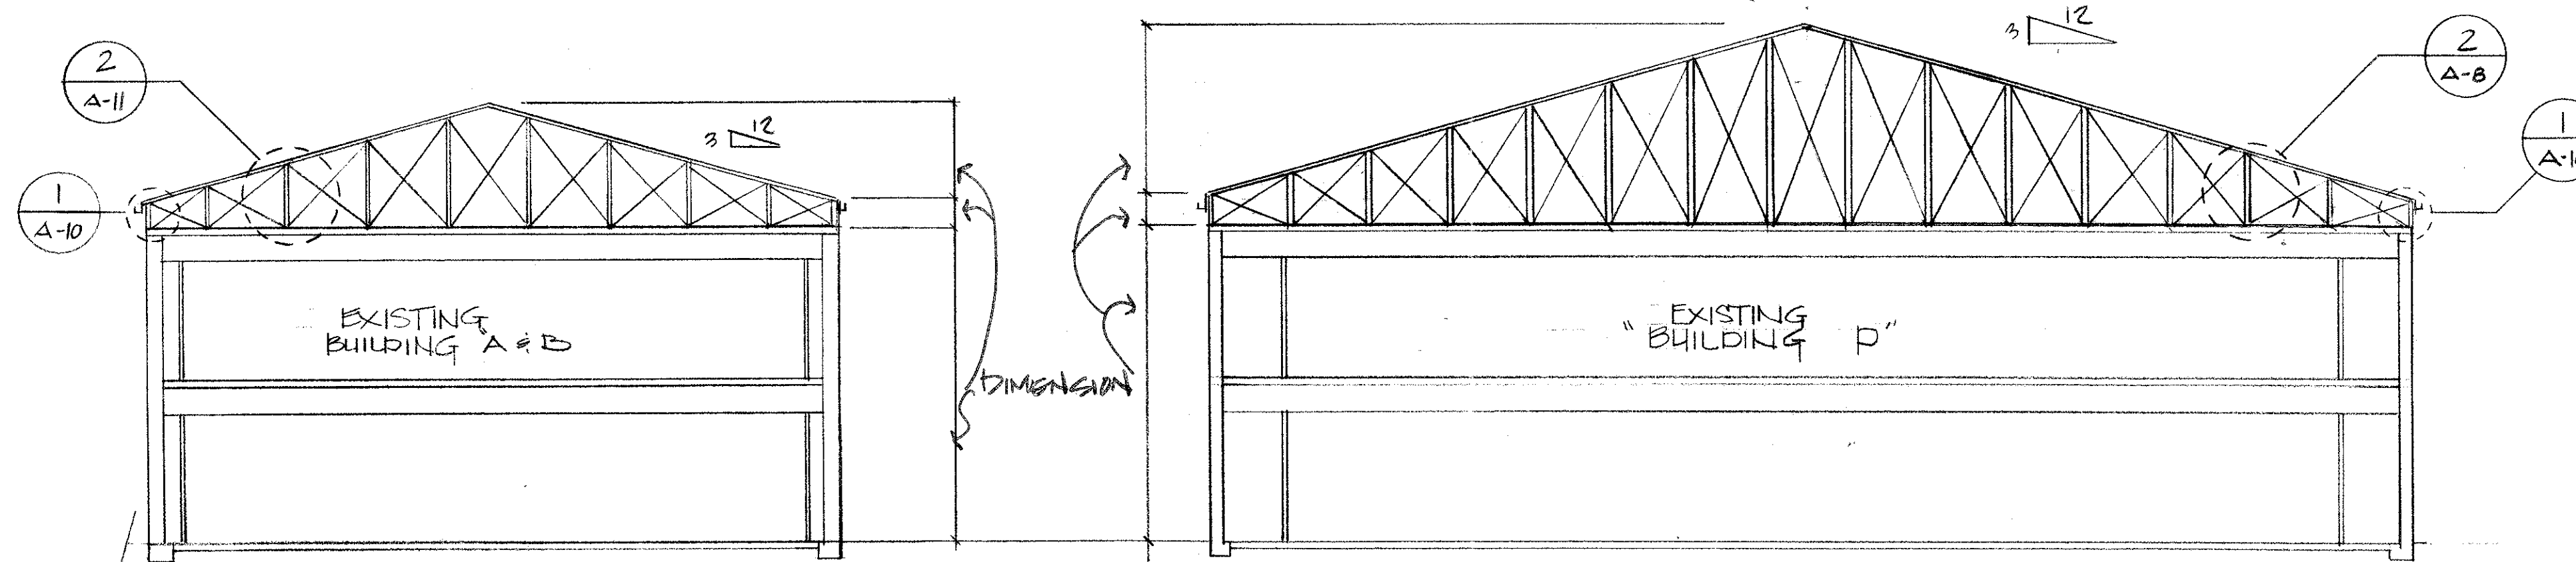 2
A-11
1
A-10
3
12
EXISTING
BUILDING "A & B
DIMENSION
3
12
2
A-8
1
EXISTING
" BUILDING D"